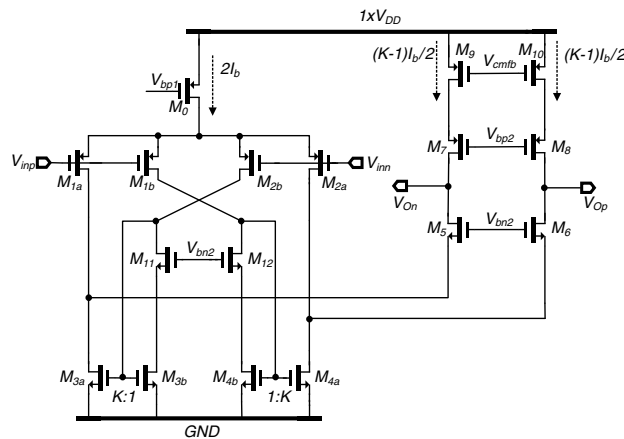 1xV_DD
2I_b
(K-1)I_b/2
M_9
V_cmfb
M_10
(K-1)I_b/2
V_bp1
M_0
V_inp
M_1a
M_1b
M_2b
M_2a
V_inn
M_7
V_bp2
M_8
V_On
V_Op
M_5
V_bn2
M_6
M_11
V_bn2
M_12
M_3a
K:1
M_3b
M_4b
1:K
M_4a
GND